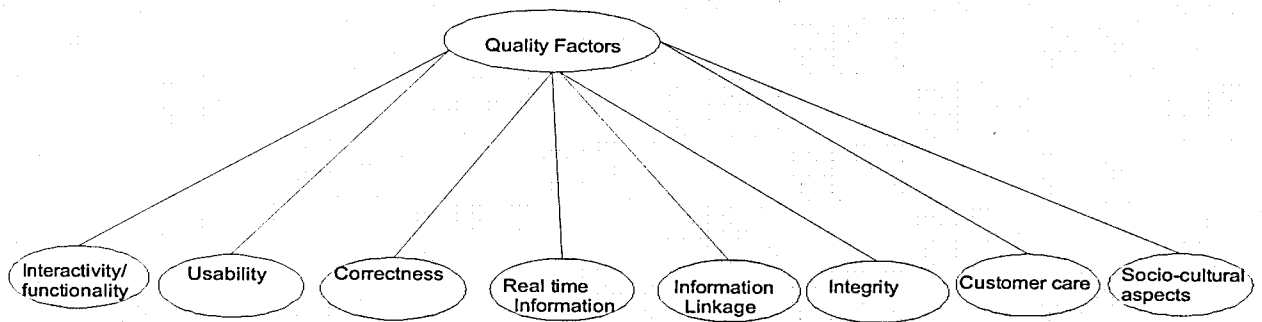 Quality Factors
Interactivity/
functionality
Usability
Correctness
Real time
Information
Information
Linkage
Integrity
Customer care
Socio-cultural
aspects